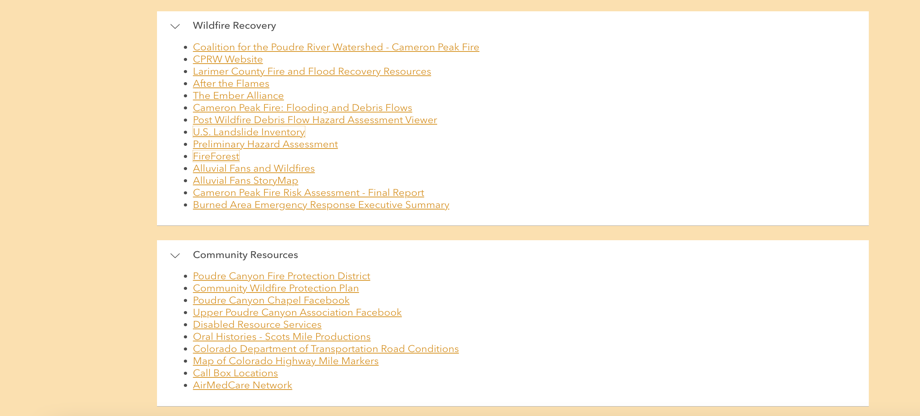 Wildfire Recovery
Coalition for the Poudre River Watershed - Cameron Peak Fire
CPRW Website
Larimer County Fire and Flood Recovery Resources
After the Flames
The Ember Alliance
Cameron Peak Fire: Flooding and Debris Flows
Post Wildfire Debris Flow Hazard Assessment Viewer
U.S. Landslide Inventory
Preliminary Hazard Assessment
FireForest
Alluvial Fans and Wildfires
Alluvial Fans StoryMap
Cameron Peak Fire Risk Assessment - Final Report
Burned Area Emergency Response Executive Summary
Community Resources
Poudre Canyon Fire Protection District
Community Wildfire Protection Plan
Poudre Canyon Chapel Facebook
Upper Poudre Canyon Association Facebook
Disabled Resource Services
Oral Histories - Scots Mile Productions
Colorado Department of Transportation Road Conditions
Map of Colorado Highway Mile Markers
Call Box Locations
AirMedCare Network